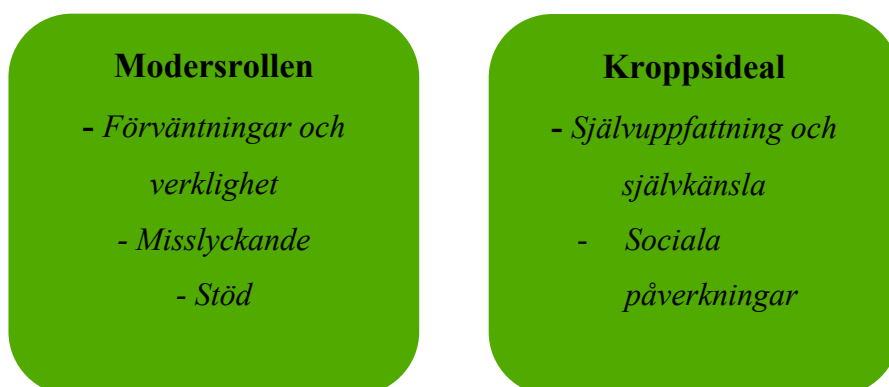 Modersrollen
- Förväntningar och
verklighet
- Misslyckande
- Stöd
Kroppsideal
- Självuppfattning och
självkänsla
- Sociala
påverkningar